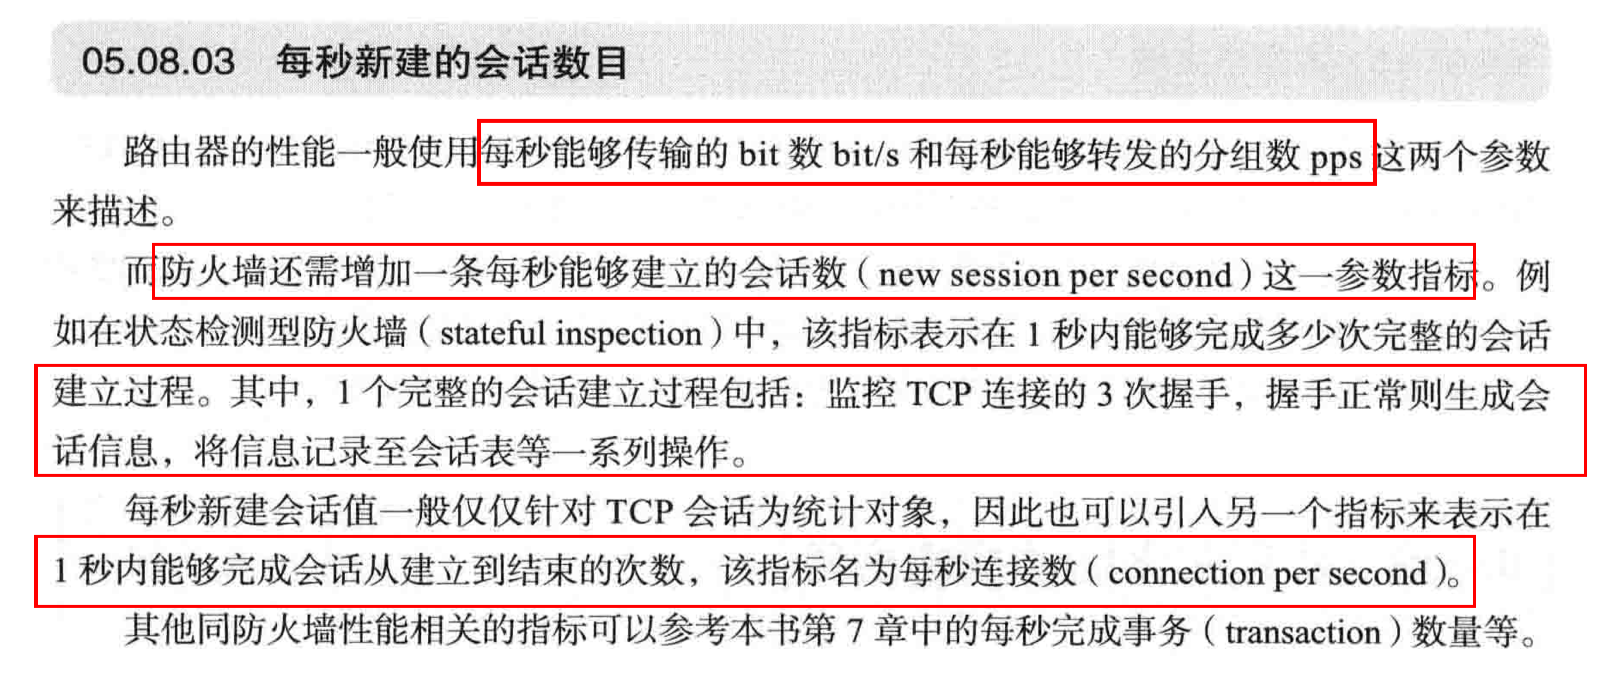 05.08.03 每秒新建的会话数目
路由器的性能一般使用每秒能够传输的 bit 数 bit/s 和每秒能够转发的分组数 pps 这两个参数
来描述。
而防火墙还需增加一条每秒能够建立的会话数（new session per second）这一参数指标。例
如在状态检测型防火墙（stateful inspection）中，该指标表示在 1 秒内能够完成多少次完整的会话
建立过程。其中，1 个完整的会话建立过程包括：监控 TCP 连接的 3 次握手，握手正常则生成会
话信息，将信息记录至会话表等一系列操作。
每秒新建会话值一般仅仅针对 TCP 会话为统计对象，因此也可以引入另一个指标来表示在
1 秒内能够完成会话从建立到结束的次数，该指标名为每秒连接数（connection per second）。
其他同防火墙性能相关的指标可以参考本书第 7 章中的每秒完成事务（transaction）数量等。